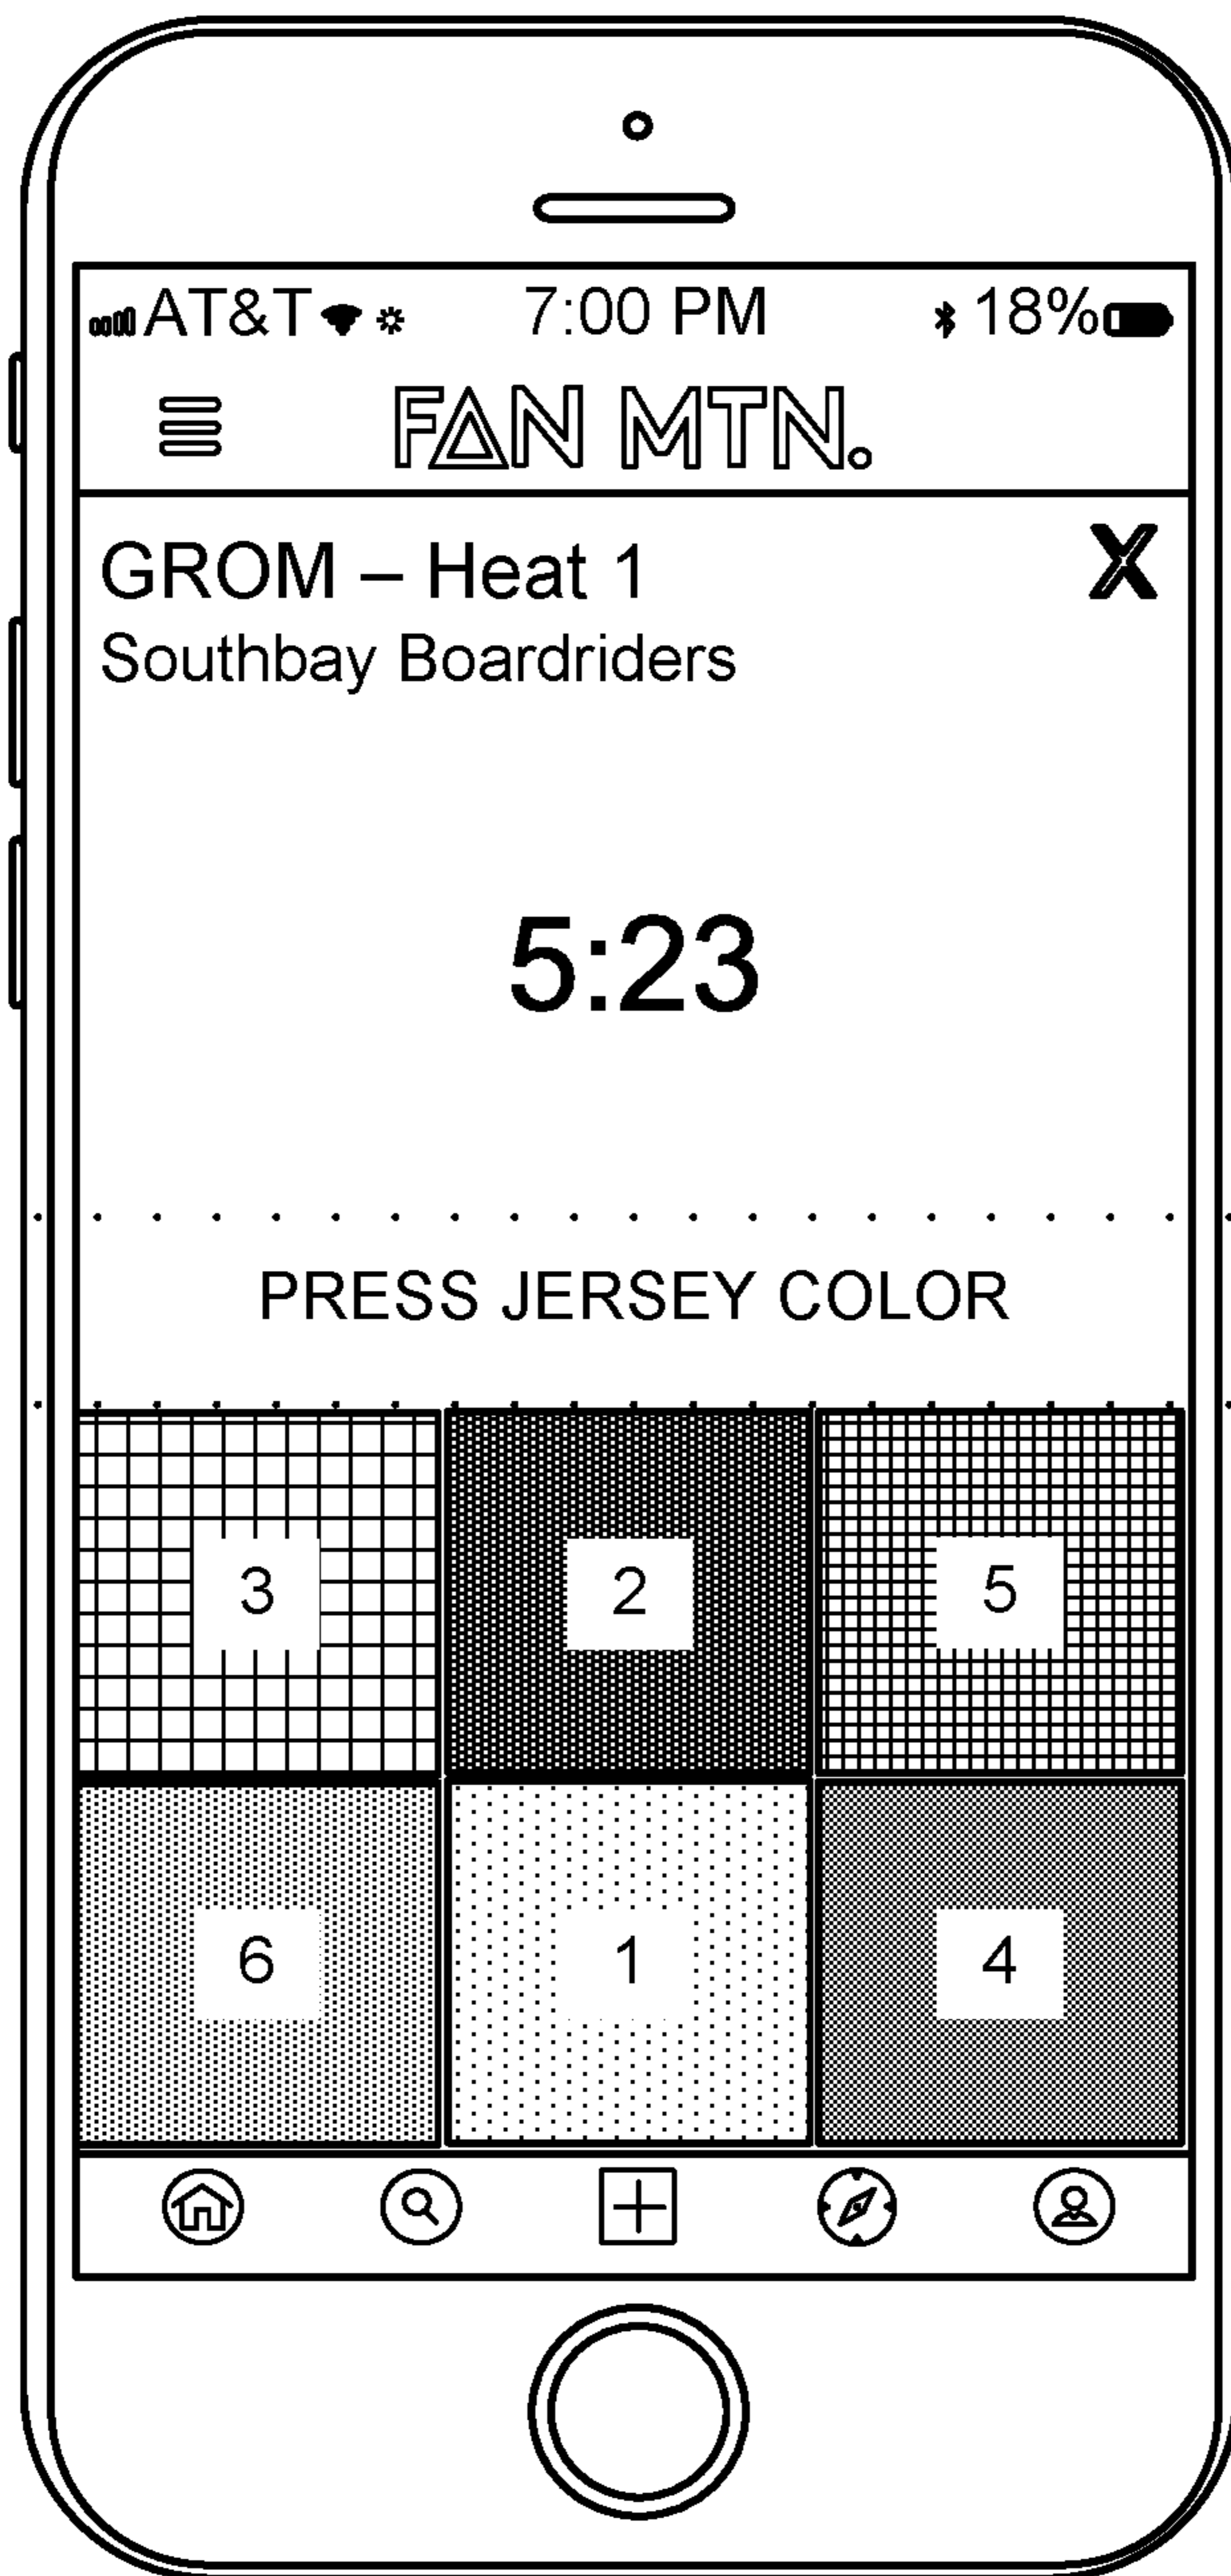 AT&T 7:00 PM 18%
FAN MTN.
GROM – Heat 1 X
Southbay Boardriders
5:23
PRESS JERSEY COLOR
3 2 5
6 1 4